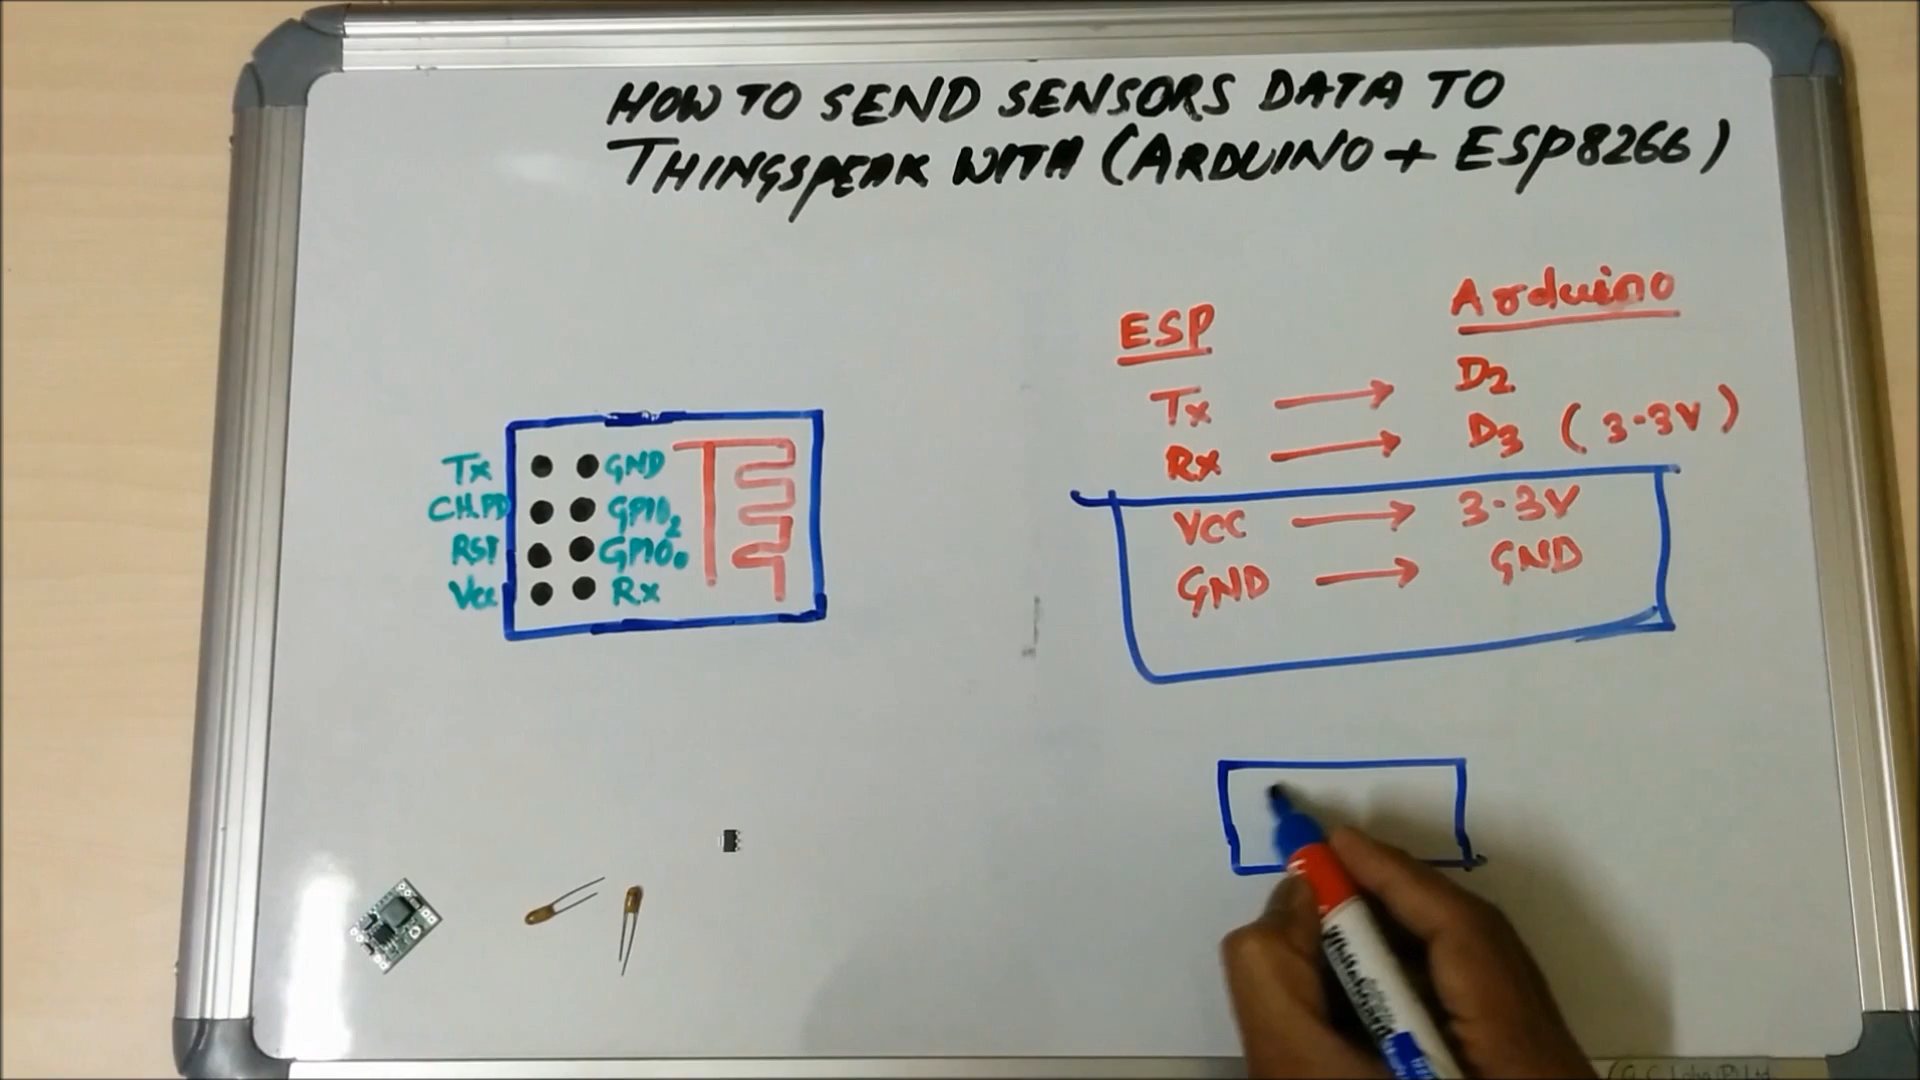 HOW TO SEND SENSORS DATA TO
THINGSPEAK WITH (ARDUINO + ESP8266)
ESP Arduino
Tx → D2
Rx → D3 (3.3V)
VCC → 3.3V
GND → GND
Tx GND
CH.PD GPIO2
RST GPIO0
Vcc Rx
Whiteboard